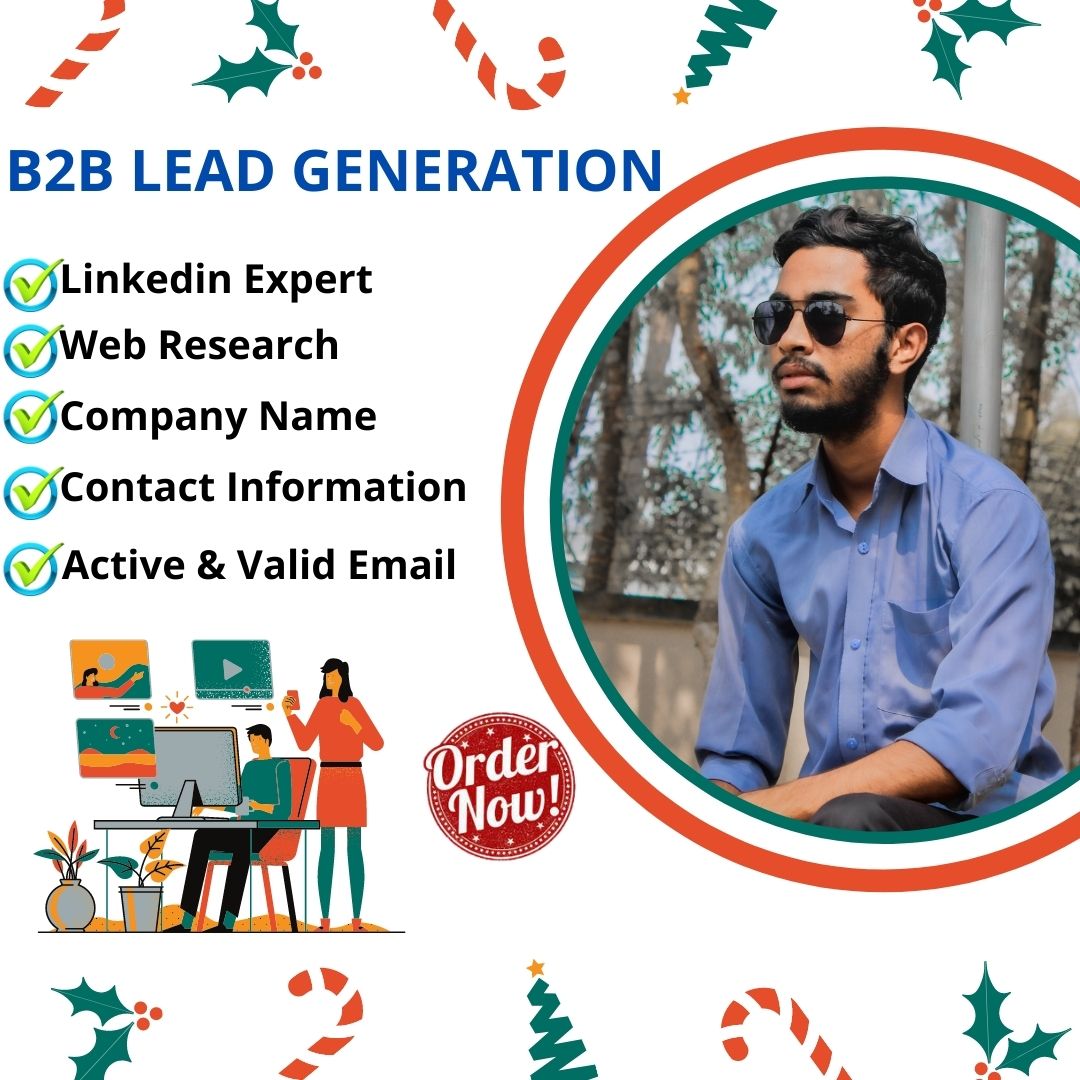 B2B LEAD GENERATION
Linkedin Expert
Web Research
Company Name
Contact Information
Active & Valid Email
Order
Now!